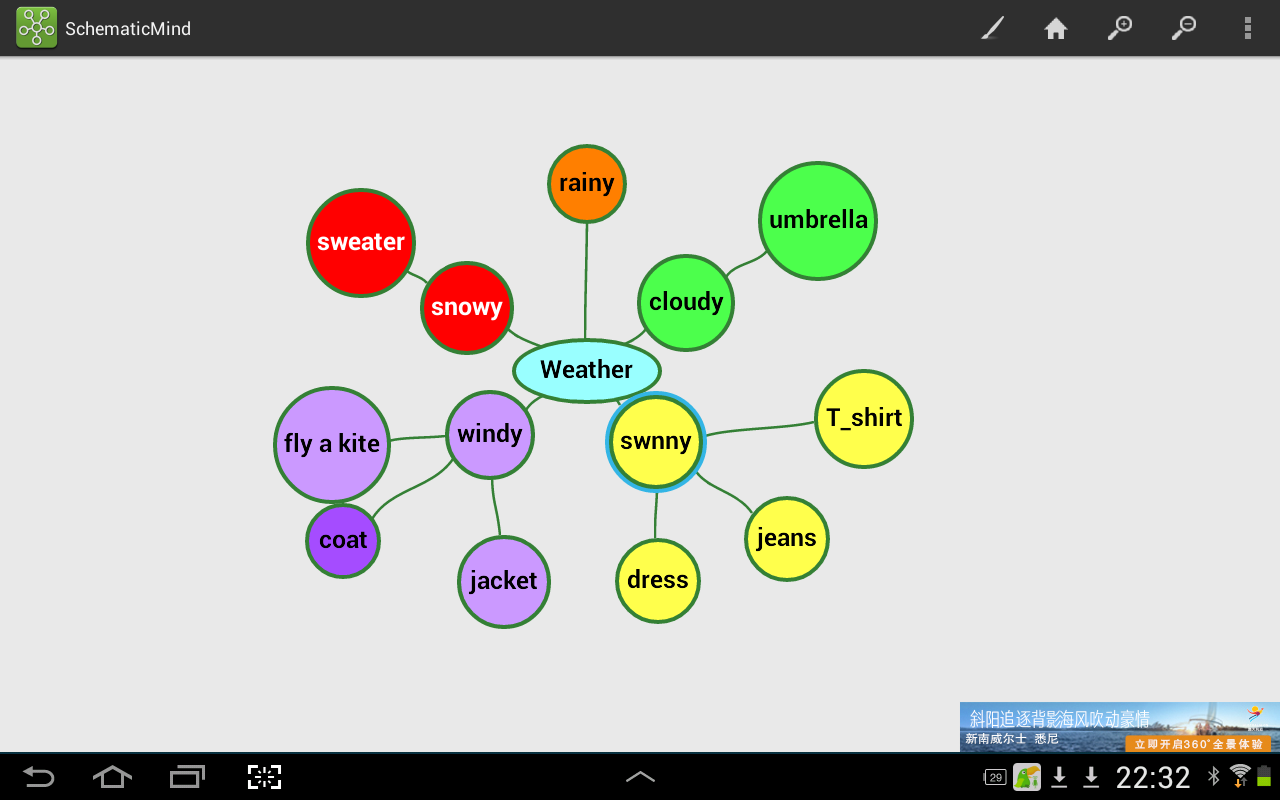 SchematicMind
rainy
umbrella
sweater
cloudy
snowy
Weather
T_shirt
windy
swnny
fly a kite
jeans
coat
dress
jacket
斜阳追逐背影海风吹动豪情
新南威尔士 悉尼
立即开启360°全景体验
29
22:32